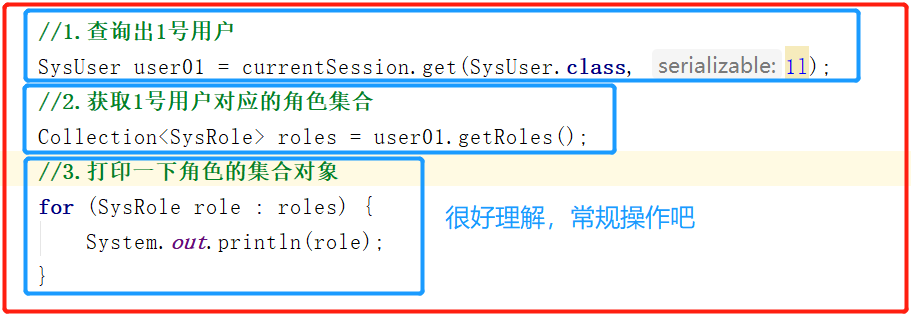 //1.查询出1号用户
SysUser user01 = currentSession.get(SysUser.class, serializable: 1l);
//2.获取1号用户对应的角色集合
Collection<SysRole> roles = user01.getRoles();
//3.打印一下角色的集合对象
for (SysRole role : roles) {
System.out.println(role);
}
很好理解，常规操作吧